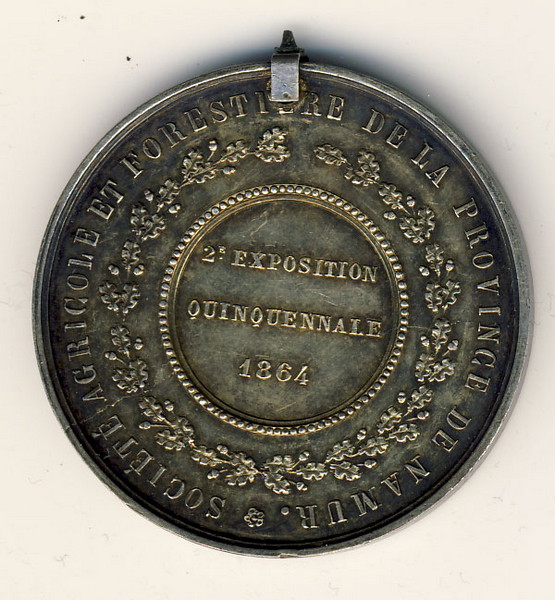 SOCIÉTÉ AGRICOLE ET FORESTIÈRE DE LA PROVINCE DE NAMUR.
2E EXPOSITION
QUINQUENNALE
1864